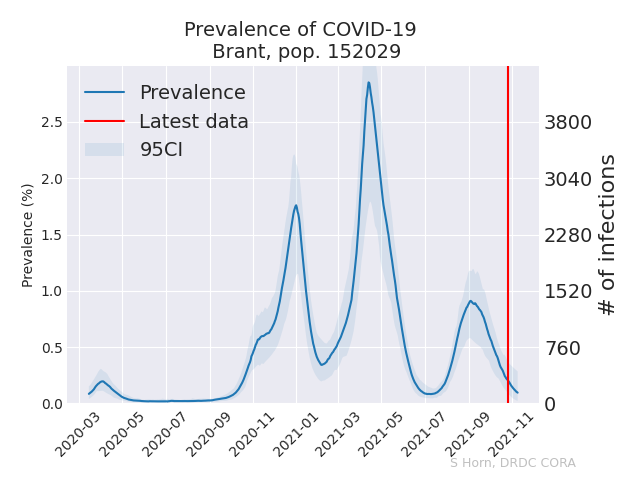 Prevalence of COVID-19
Brant, pop. 152029
Prevalence
Latest data
95CI
Prevalence (%)
2.5
2.0
1.5
1.0
0.5
0.0
3800
3040
2280
1520
760
0
# of infections
2020-03
2020-05
2020-07
2020-09
2020-11
2021-01
2021-03
2021-05
2021-07
2021-09
2021-11
S Horn, DRDC CORA